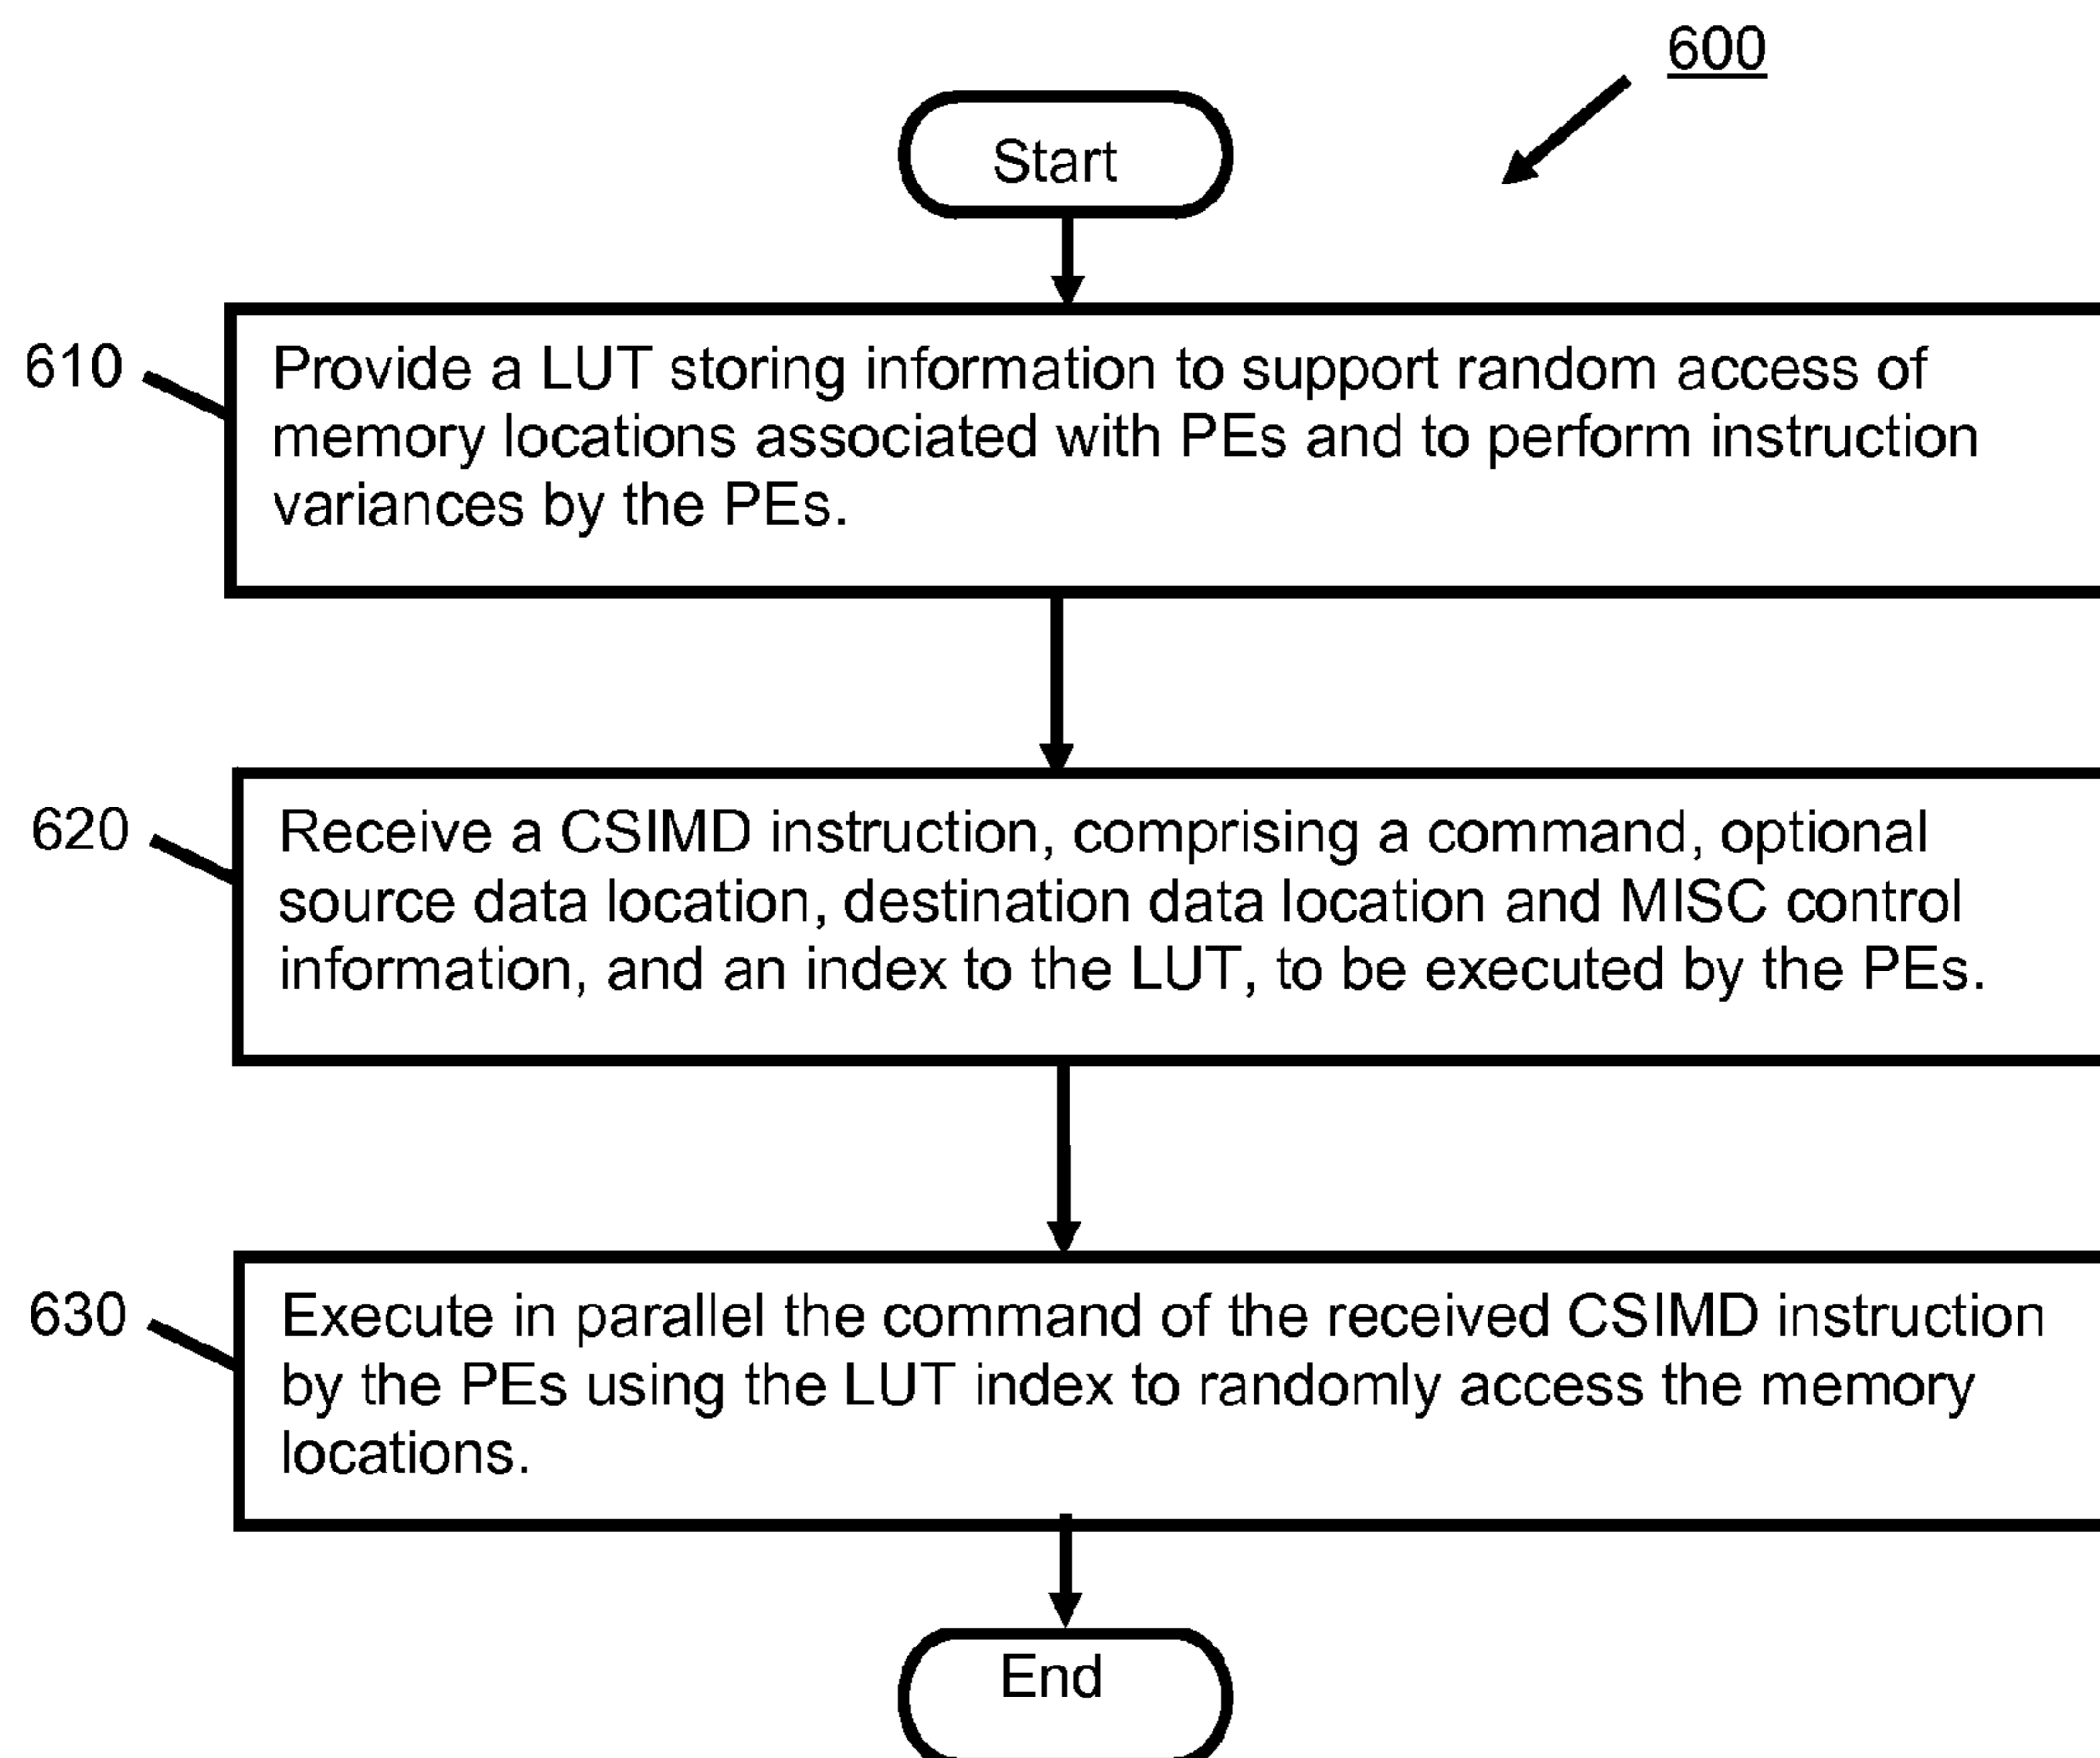 600
Start
610
Provide a LUT storing information to support random access of
memory locations associated with PEs and to perform instruction
variances by the PEs.
620
Receive a CSIMD instruction, comprising a command, optional
source data location, destination data location and MISC control
information, and an index to the LUT, to be executed by the PEs.
630
Execute in parallel the command of the received CSIMD instruction
by the PEs using the LUT index to randomly access the memory
locations.
End